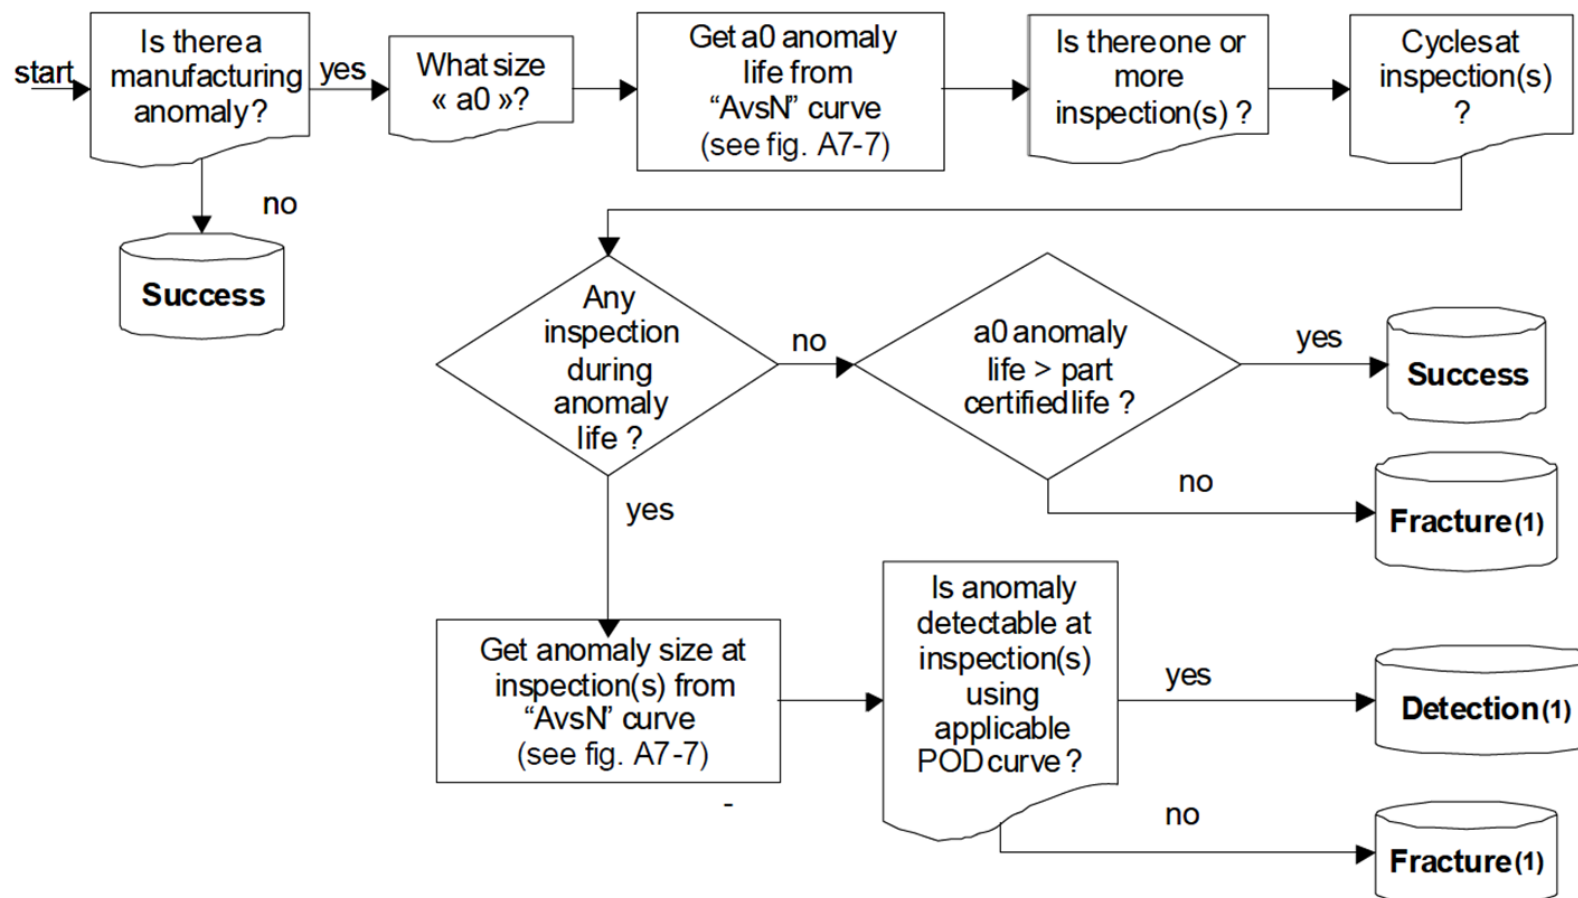 start
Is there a
manufacturing
anomaly?
yes
What size
« a0 »?
Get a0 anomaly
life from
“AvsN” curve
(see fig. A7-7)
Is there one or
more
inspection(s) ?
Cycles at
inspection(s)
?
no
Success
Any
inspection
during
anomaly
life ?
no
a0 anomaly
life > part
certified life ?
yes
Success
no
Fracture(1)
yes
Get anomaly size at
inspection(s) from
“AvsN” curve
(see fig. A7-7)
-
Is anomaly
detectable at
inspection(s)
using
applicable
POD curve ?
yes
Detection(1)
no
Fracture(1)